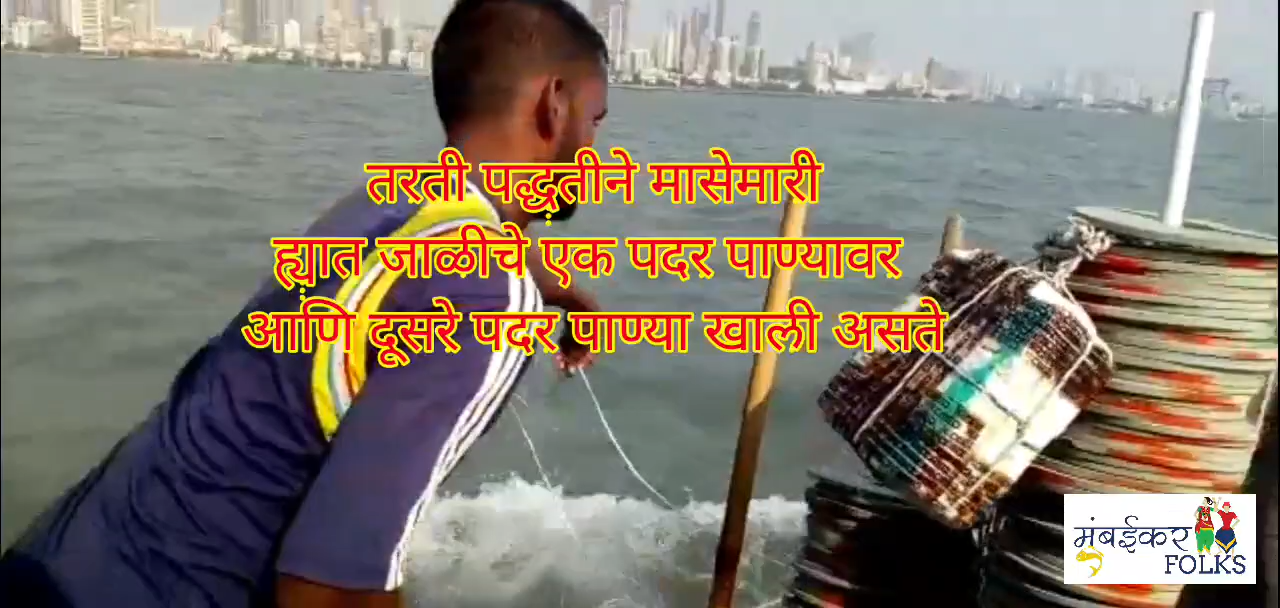 तरती पद्धतीने मासेमारी
ह्यात जाळीचे एक पदर पाण्यावर
आणि दूसरे पदर पाण्या खाली असते
मुंबईकर
FOLKS